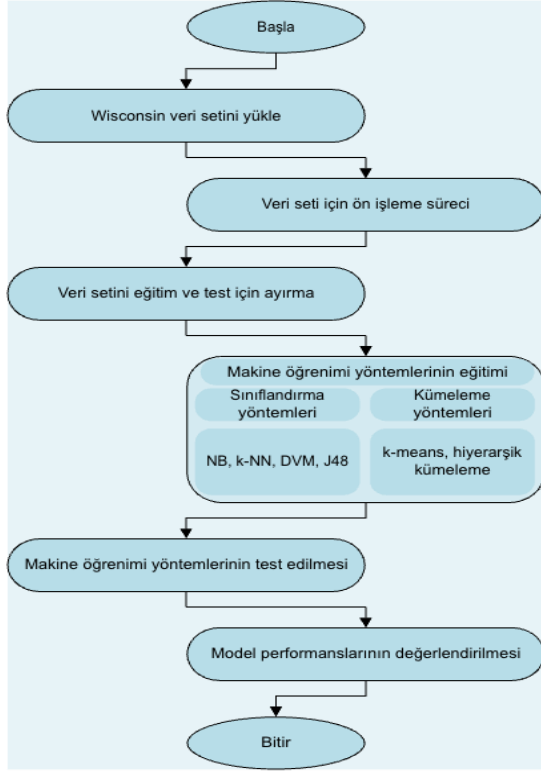 Başla
Wisconsin veri setini yükle
Veri seti için ön işleme süreci
Veri setini eğitim ve test için ayırma
Makine öğrenimi yöntemlerinin eğitimi
Sınıflandırma
yöntemleri
NB, k-NN, DVM, J48
Kümeleme
yöntemleri
k-means, hiyerarşik
kümeleme
Makine öğrenimi yöntemlerinin test edilmesi
Model performanslarının değerlendirilmesi
Bitir